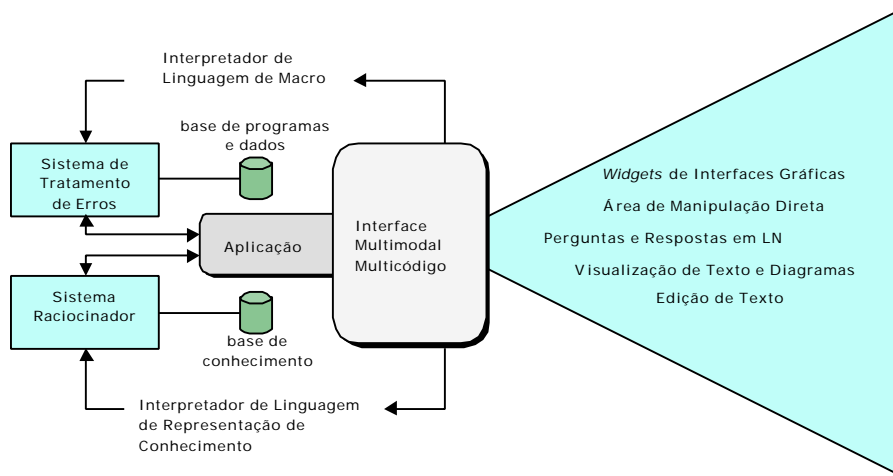 Interpretador de
Linguagem de Macro
base de programas
e dados
Sistema de
Tratamento
de Erros
Aplicação
Interface
Multimodal
Multicódigo
Sistema
Raciocinador
base de
conhecimento
Interpretador de Linguagem
de Representação de
Conhecimento
Widgets de Interfaces Gráficas
Área de Manipulação Direta
Perguntas e Respostas em LN
Visualização de Texto e Diagramas
Edição de Texto